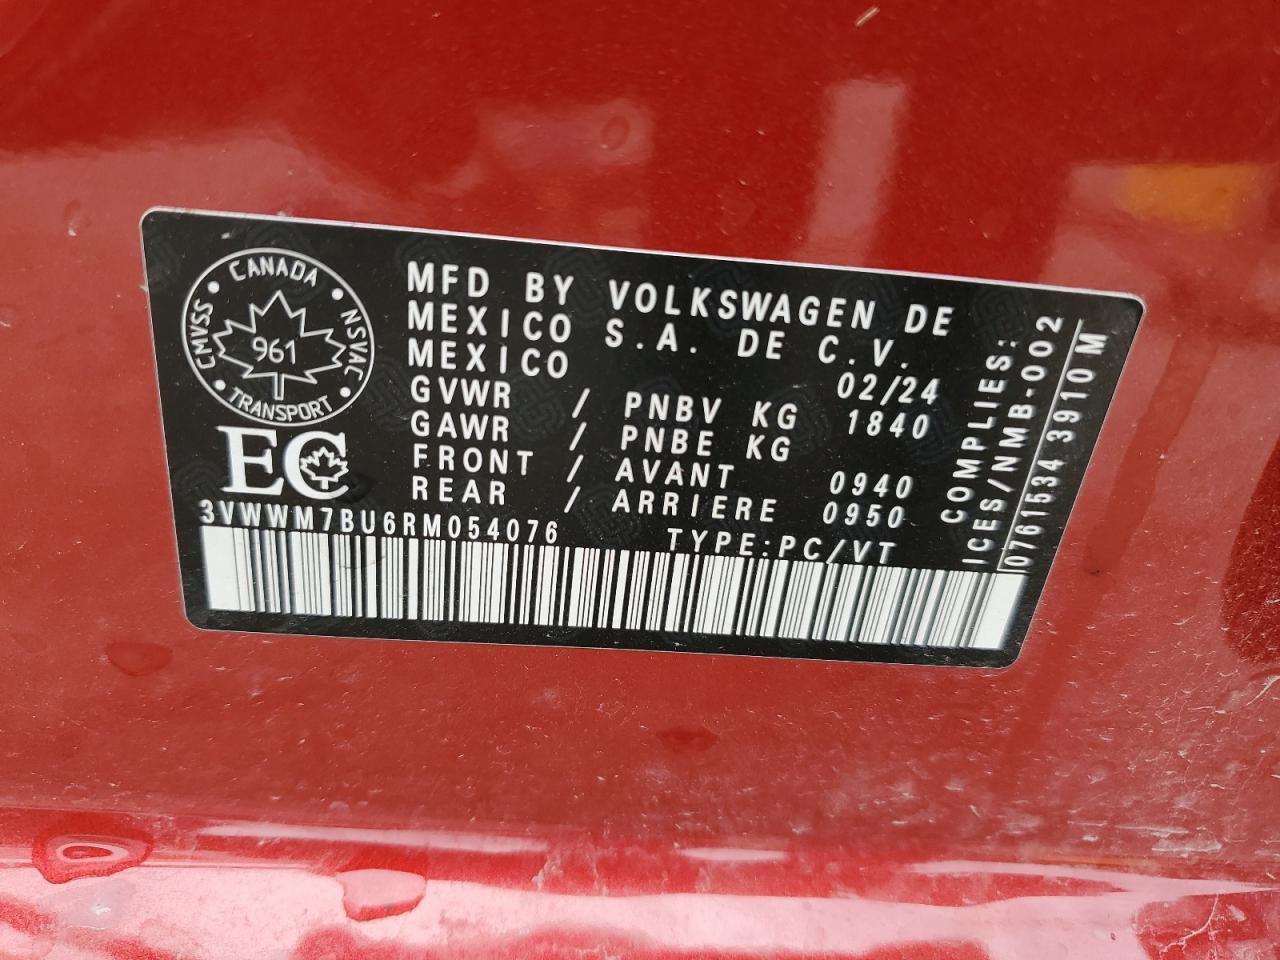 CANADA
CMVSS
NSVAC
961
TRANSPORT
EC
MFD BY VOLKSWAGEN DE
MEXICO S.A. DE C.V.
MEXICO 02/24
GVWR / PNBV KG 1840
GAWR / PNBE KG
FRONT / AVANT 0940
REAR / ARRIERE 0950
3VWWM7BU6RM054076 TYPE:PC/VT
COMPLIES:
ICES/NMB-002
0761534 3910 M